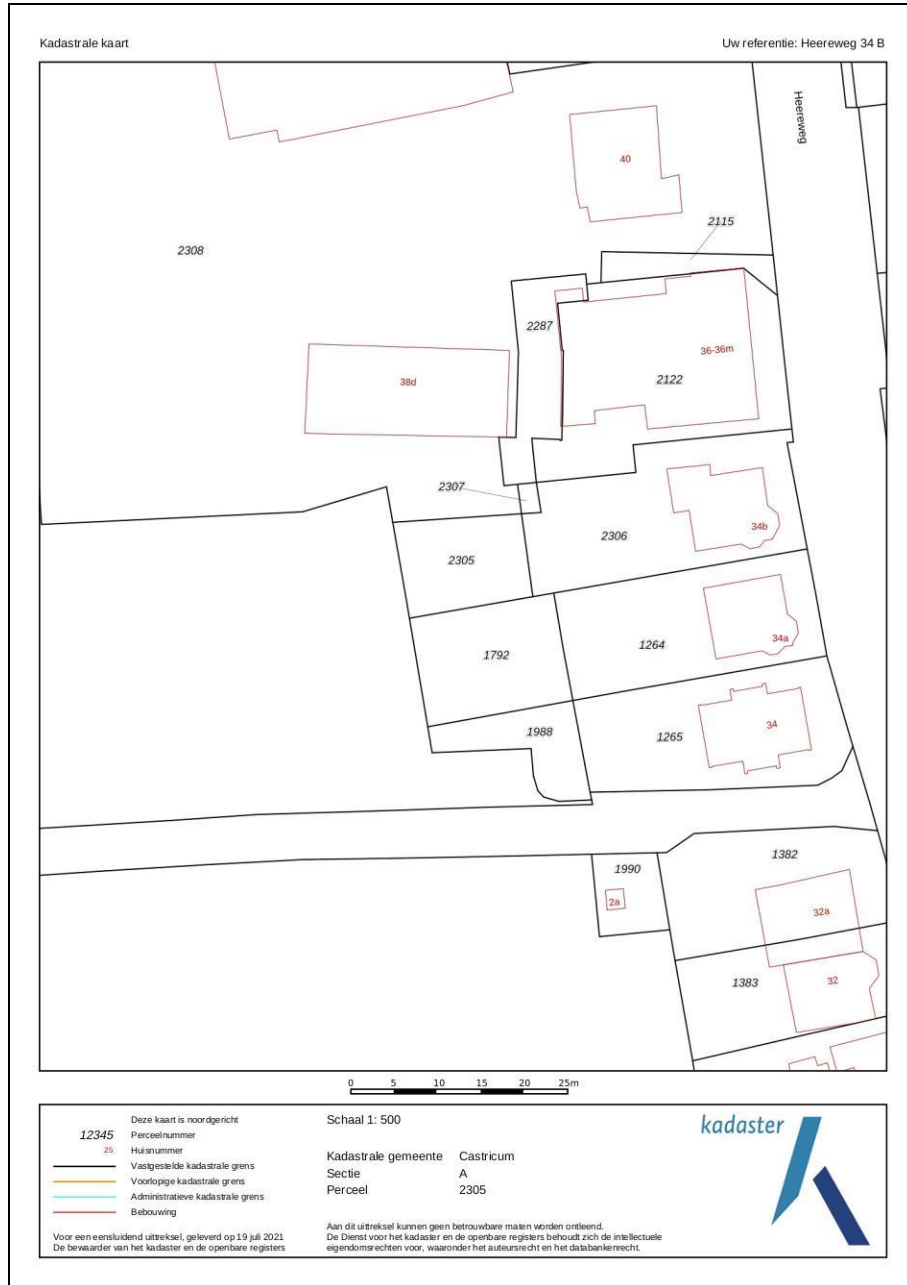 Kadastrale kaart
Uw referentie: Heereweg 34 B
Heereweg
40
2115
2308
2287
36-36m
38d
2122
2307
34b
2306
2305
34a
1264
1792
34
1988
1265
1382
1990
2a
32a
1383
32
0 5 10 15 20 25m
Deze kaart is noordgericht
12345 Perceelnummer
25 Huisnummer
Vastgestelde kadastrale grens
Voorlopige kadastrale grens
Administratieve kadastrale grens
Bebouwing
Voor een eensluidend uittreksel, geleverd op 19 juli 2021
De bewaarder van het kadaster en de openbare registers
Schaal 1: 500
Kadastrale gemeente Castricum
Sectie A
Perceel 2305
Aan dit uittreksel kunnen geen betrouwbare maten worden ontleend.
De Dienst voor het kadaster en de openbare registers behoudt zich de intellectuele
eigendomsrechten voor, waaronder het auteursrecht en het databankenrecht.
kadaster